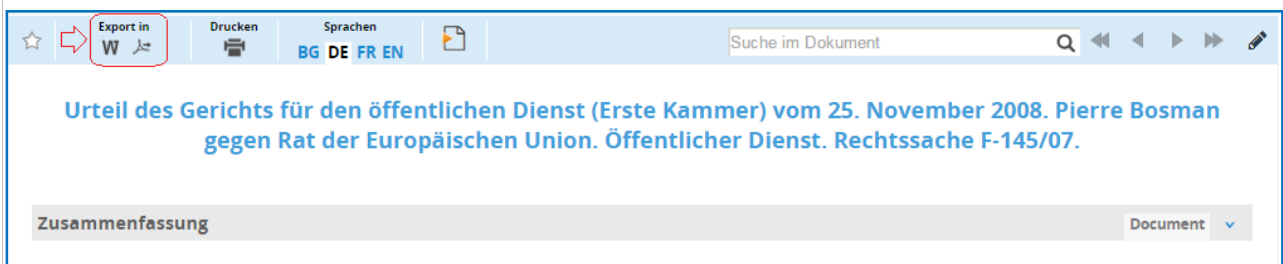 Export in
Drucken
Sprachen
W
BG DE FR EN
Suche im Dokument
Urteil des Gerichts für den öffentlichen Dienst (Erste Kammer) vom 25. November 2008. Pierre Bosman
gegen Rat der Europäischen Union. Öffentlicher Dienst. Rechtssache F-145/07.
Zusammenfassung
Document